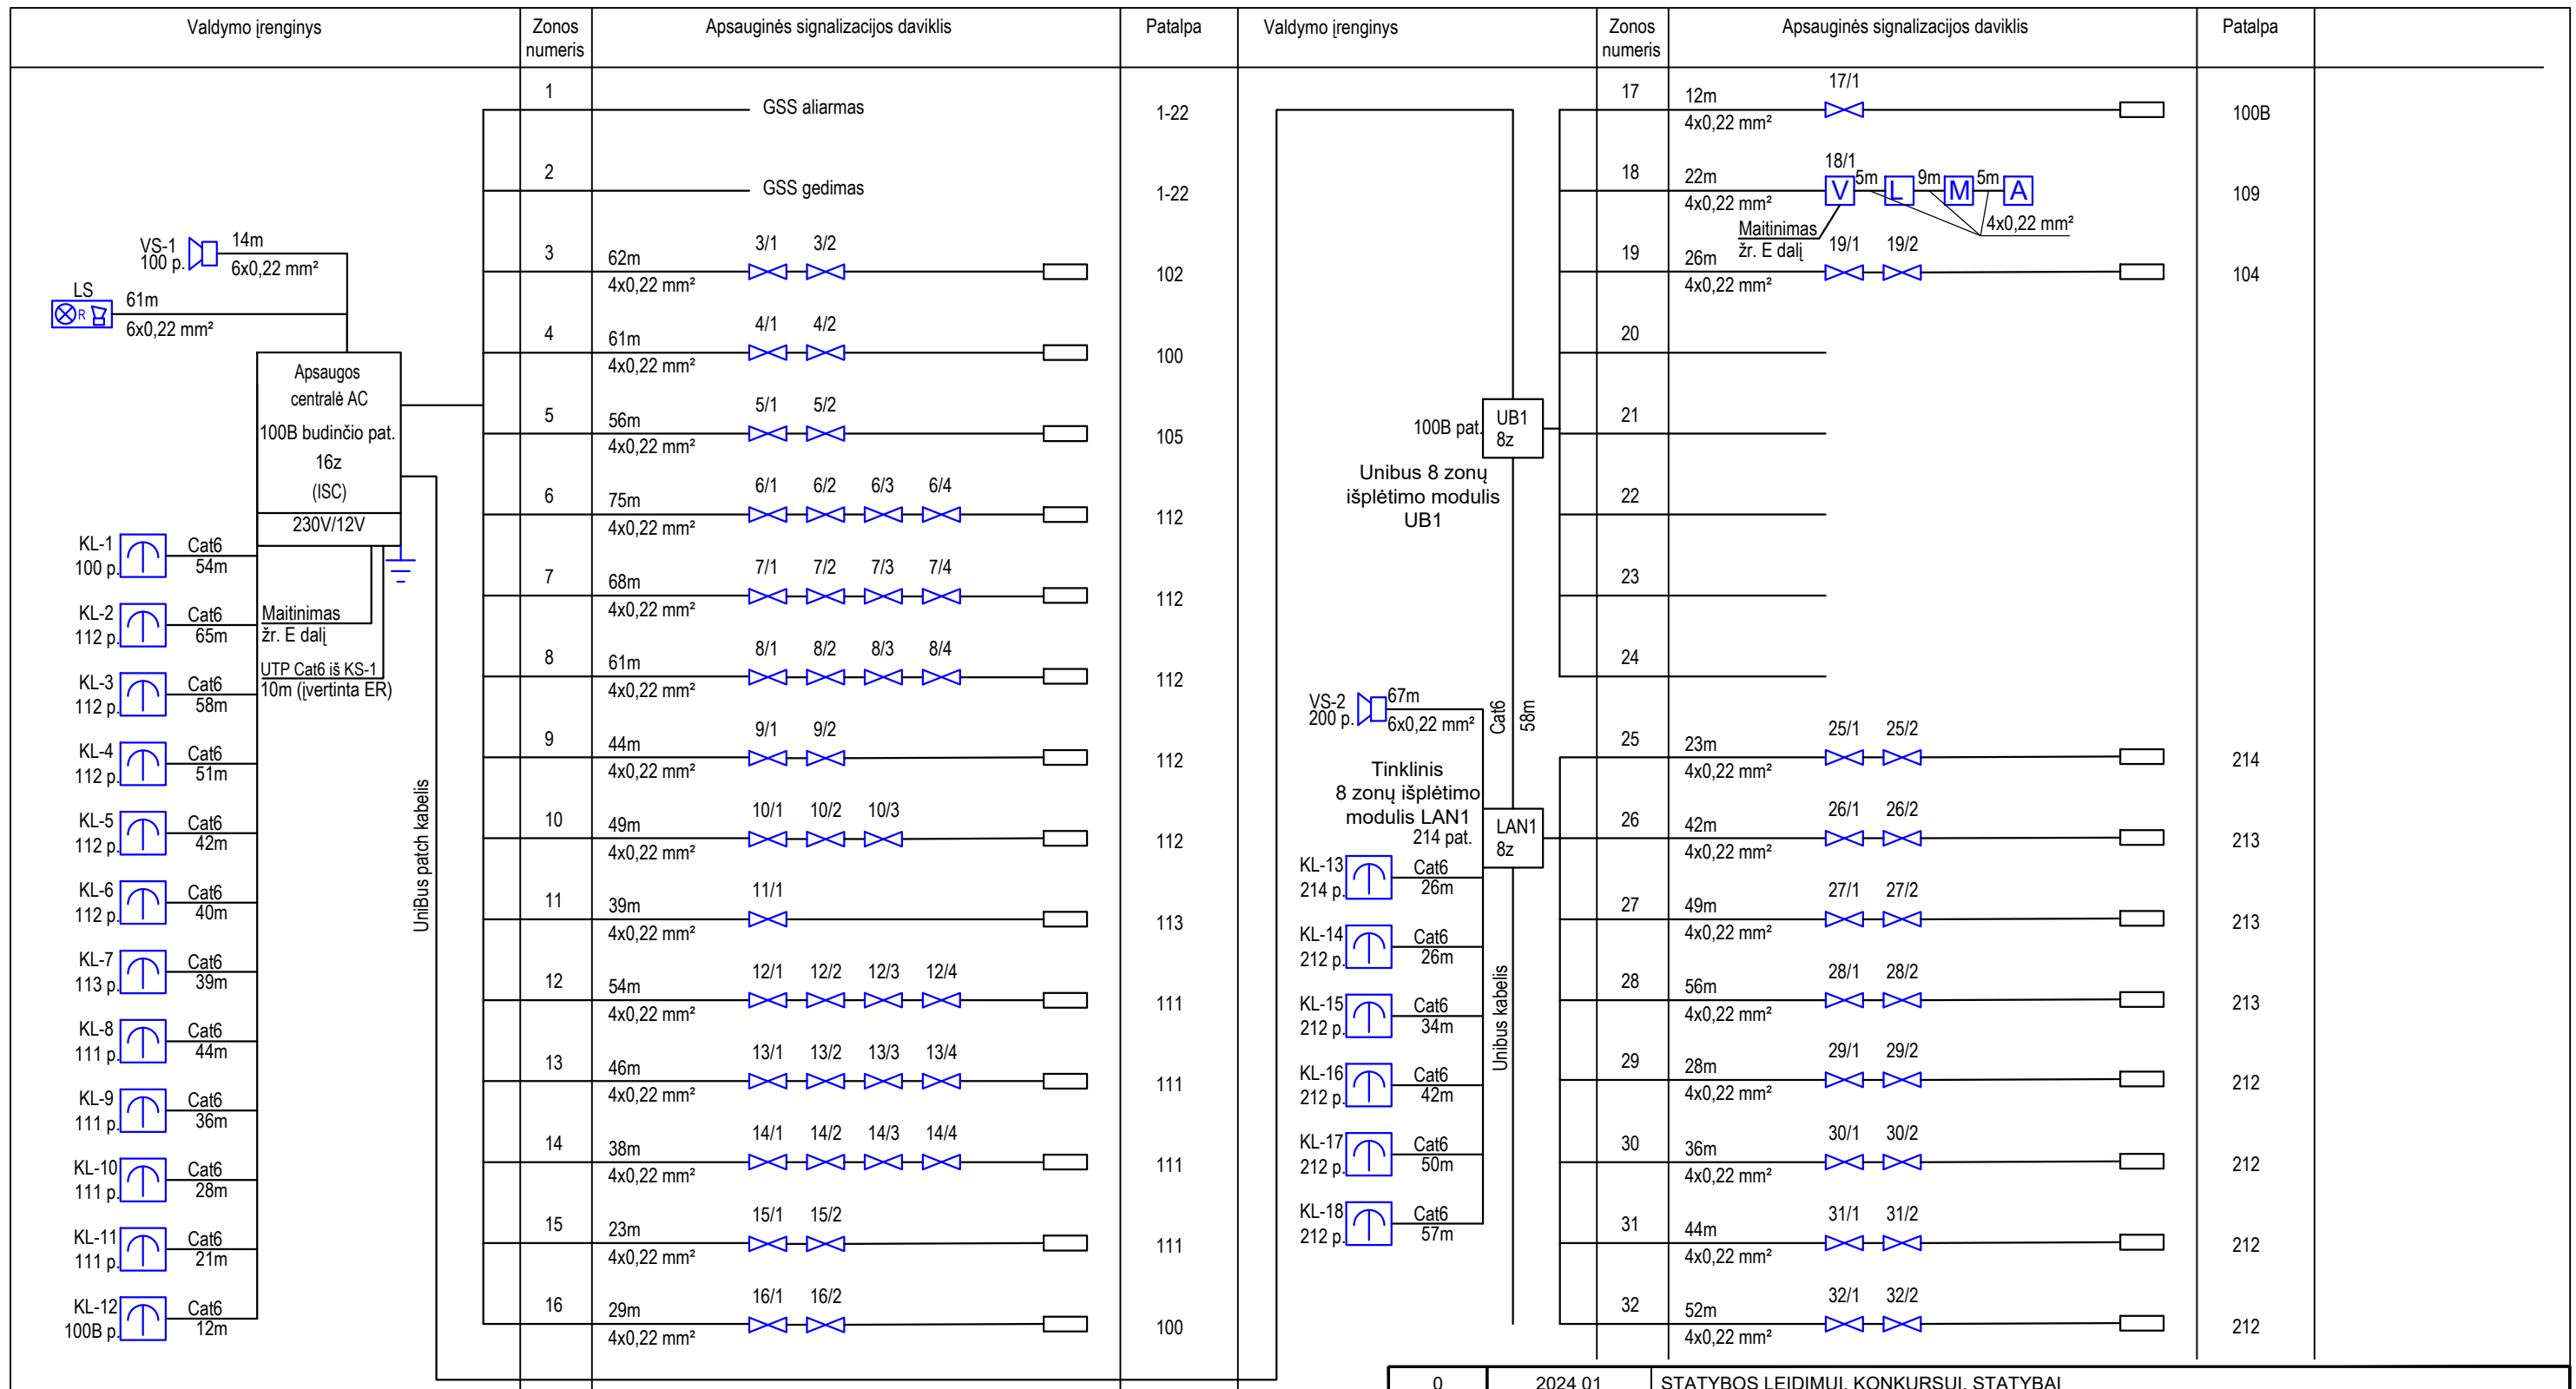 Valdymo įrenginys
Zonos
numeris
Apsauginės signalizacijos daviklis
Patalpa
Valdymo įrenginys
Zonos
numeris
Apsauginės signalizacijos daviklis
Patalpa
VS-1
100 p.
14m
6x0,22 mm²
LS
R
61m
6x0,22 mm²
Apsaugos
centralė AC
100B budinčio pat.
16z
(ISC)
230V/12V
Maitinimas
žr. E dalį
UTP Cat6 iš KS-1
10m (įvertinta ER)
UniBus patch kabelis
KL-1
100 p.
Cat6
54m
KL-2
112 p.
Cat6
65m
KL-3
112 p.
Cat6
58m
KL-4
112 p.
Cat6
51m
KL-5
112 p.
Cat6
42m
KL-6
112 p.
Cat6
40m
KL-7
113 p.
Cat6
39m
KL-8
111 p.
Cat6
44m
KL-9
111 p.
Cat6
36m
KL-10
111 p.
Cat6
28m
KL-11
111 p.
Cat6
21m
KL-12
100B p.
Cat6
12m
1
GSS aliarmas
1-22
2
GSS gedimas
1-22
3
62m
4x0,22 mm²
3/1 3/2
102
4
61m
4x0,22 mm²
4/1 4/2
100
5
56m
4x0,22 mm²
5/1 5/2
105
6
75m
4x0,22 mm²
6/1 6/2 6/3 6/4
112
7
68m
4x0,22 mm²
7/1 7/2 7/3 7/4
112
8
61m
4x0,22 mm²
8/1 8/2 8/3 8/4
112
9
44m
4x0,22 mm²
9/1 9/2
112
10
49m
4x0,22 mm²
10/1 10/2 10/3
112
11
39m
4x0,22 mm²
11/1
113
12
54m
4x0,22 mm²
12/1 12/2 12/3 12/4
111
13
46m
4x0,22 mm²
13/1 13/2 13/3 13/4
111
14
38m
4x0,22 mm²
14/1 14/2 14/3 14/4
111
15
23m
4x0,22 mm²
15/1 15/2
111
16
29m
4x0,22 mm²
16/1 16/2
100
100B pat.
UB1
8z
Unibus 8 zonų
išplėtimo modulis
UB1
Cat6
58m
VS-2
200 p.
67m
6x0,22 mm²
Tinklinis
8 zonų išplėtimo
modulis LAN1
214 pat.
LAN1
8z
Unibus kabelis
KL-13
214 p.
Cat6
26m
KL-14
212 p.
Cat6
26m
KL-15
212 p.
Cat6
34m
KL-16
212 p.
Cat6
42m
KL-17
212 p.
Cat6
50m
KL-18
212 p.
Cat6
57m
17
12m
4x0,22 mm²
17/1
100B
18
22m
4x0,22 mm²
18/1
V 5m L 9m M 5m A
4x0,22 mm²
Maitinimas
žr. E dalį
109
19
26m
4x0,22 mm²
19/1 19/2
104
20
21
22
23
24
25
23m
4x0,22 mm²
25/1 25/2
214
26
42m
4x0,22 mm²
26/1 26/2
213
27
49m
4x0,22 mm²
27/1 27/2
213
28
56m
4x0,22 mm²
28/1 28/2
213
29
28m
4x0,22 mm²
29/1 29/2
212
30
36m
4x0,22 mm²
30/1 30/2
212
31
44m
4x0,22 mm²
31/1 31/2
212
32
52m
4x0,22 mm²
32/1 32/2
212
0 2024 01 STATYBOS LEIDIMUI, KONKURSUI, STATYBAI